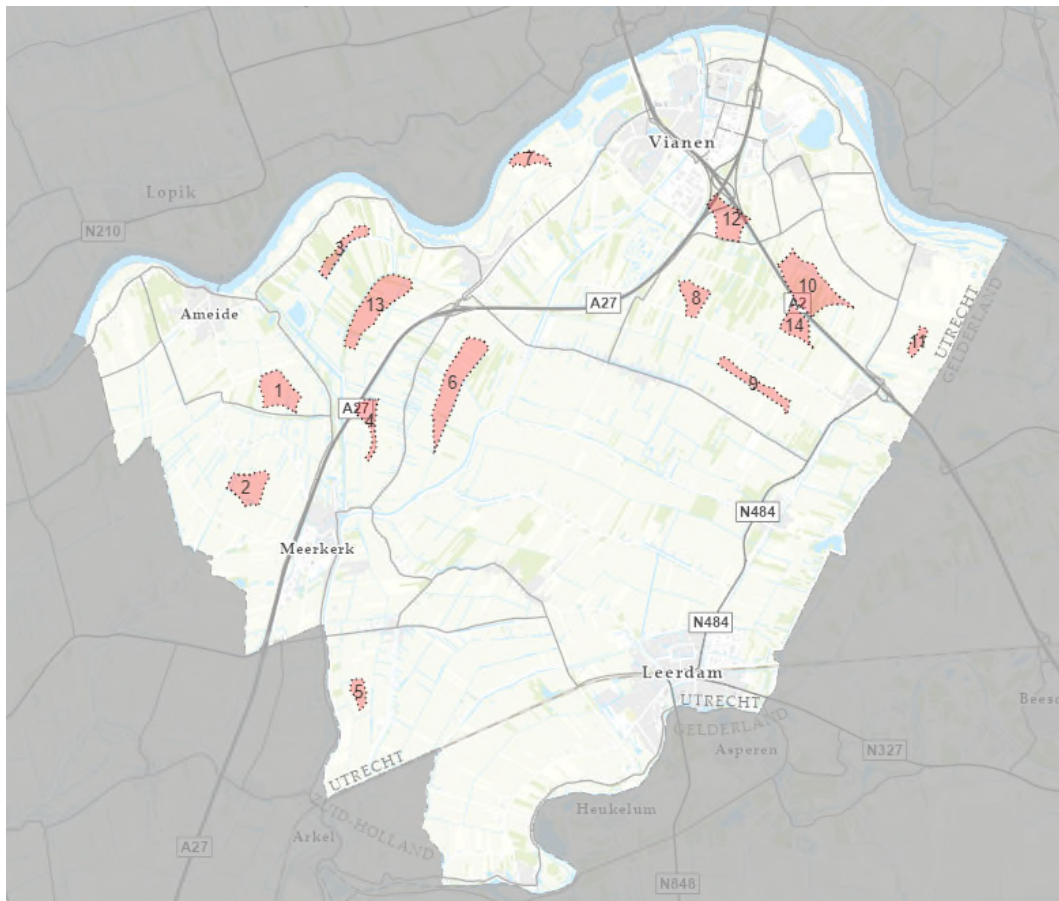 Vianen
7
Lopik
12
N210
3
10
13
8
A27
A2
UTRECHT
GELDERLAND
Ameide
14
11
6
9
1
A27
4
2
N484
Meerkerk
N484
Leerdam
5
UTRECHT
GELDERLAND
Beesd
Asperen
N327
UTRECHT
ZUID-HOLLAND
Heukelum
Arkel
A27
N848